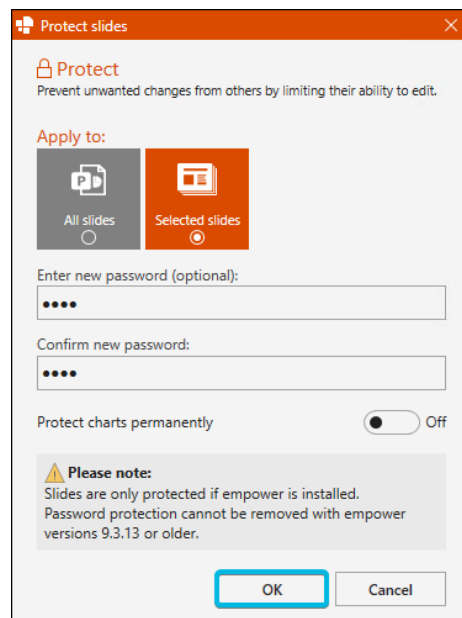 Protect slides
Protect
Prevent unwanted changes from others by limiting their ability to edit.
Apply to:
All slides
Selected slides
Enter new password (optional):
••••
Confirm new password:
••••
Protect charts permanently
Off
Please note:
Slides are only protected if empower is installed.
Password protection cannot be removed with empower
versions 9.3.13 or older.
OK
Cancel